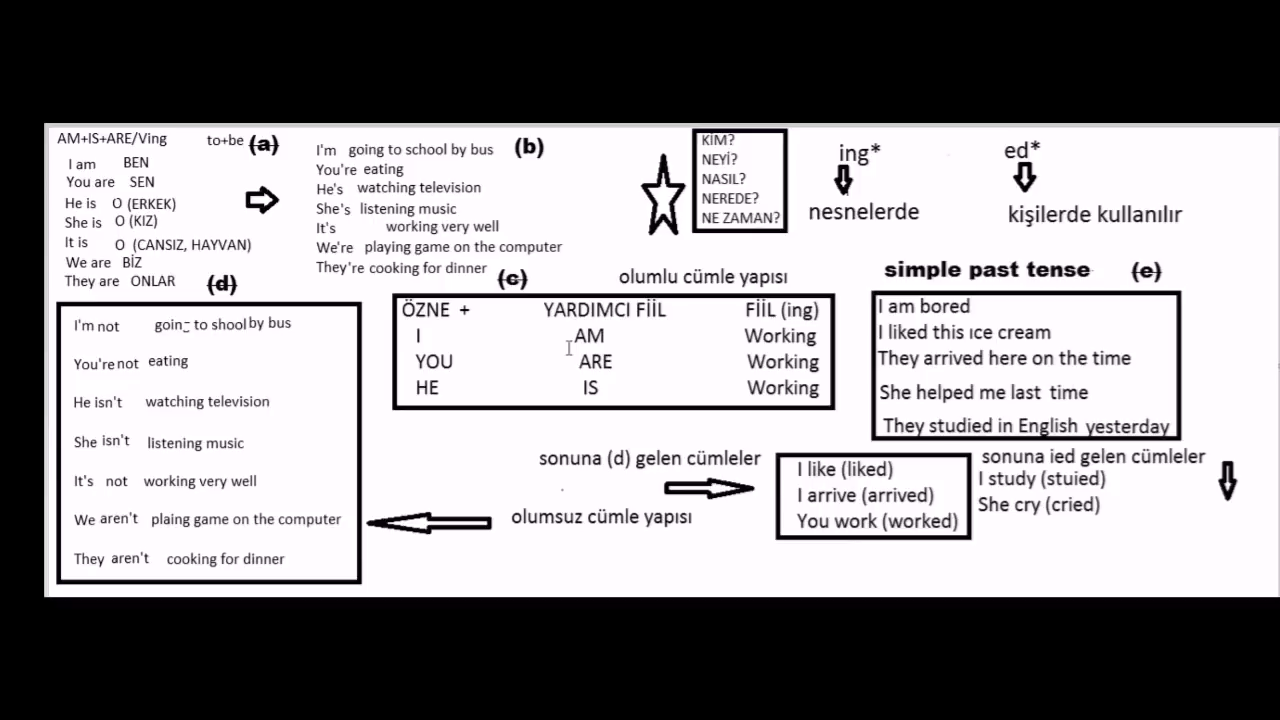 AM+IS+ARE/Ving to+be (a)
I am BEN
You are SEN
He is O (ERKEK)
She is O (KIZ)
It is O (CANSIZ, HAYVAN)
We are BİZ
They are ONLAR
(b)
I'm going to school by bus
You're eating
He's watching television
She's listening music
It's working very well
We're playing game on the computer
They're cooking for dinner
KİM?
NEYİ?
NASIL?
NEREDE?
NE ZAMAN?
ing*
nesnelerde
ed*
kişilerde kullanılır
(c) olumlu cümle yapısı
ÖZNE + YARDIMCI FİİL FİİL (ing)
I AM Working
YOU ARE Working
HE IS Working
(d)
I'm not goin_ to shool by bus
You're not eating
He isn't watching television
She isn't listening music
It's not working very well
We aren't plaing game on the computer
They aren't cooking for dinner
olumsuz cümle yapısı
simple past tense (e)
I am bored
I liked this ıce cream
They arrived here on the time
She helped me last time
They studied in English yesterday
sonuna (d) gelen cümleler
I like (liked)
I arrive (arrived)
You work (worked)
sonuna ied gelen cümleler
I study (stuied)
She cry (cried)